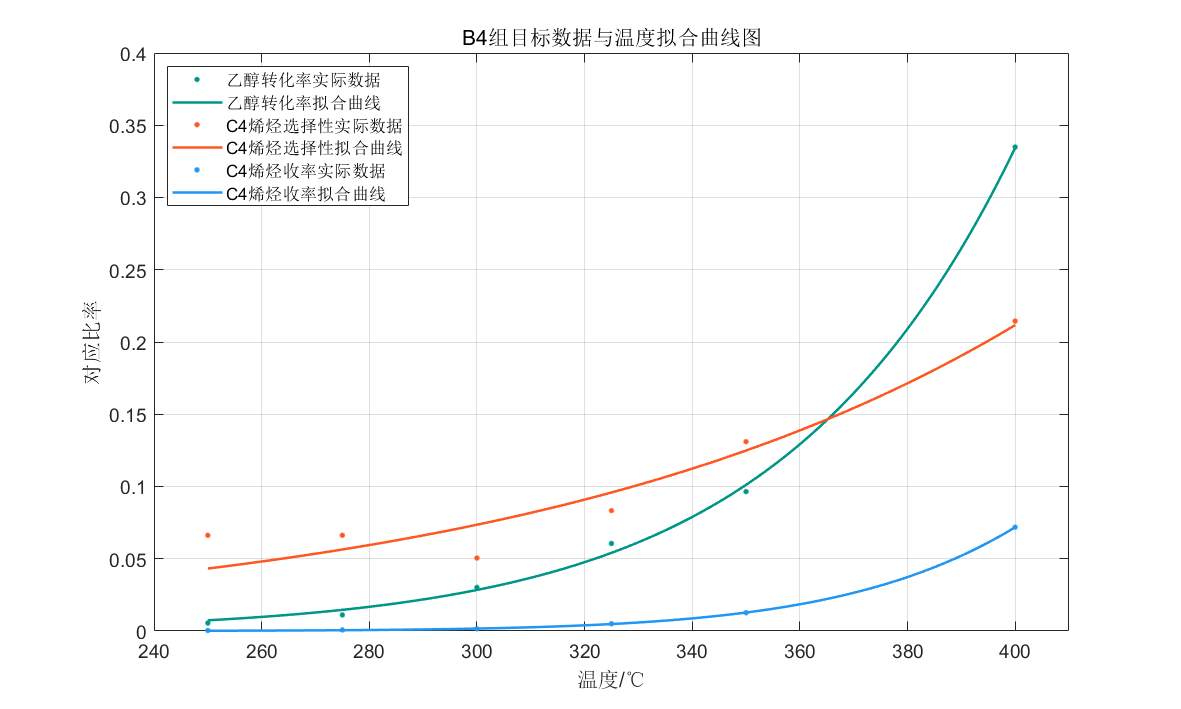 B4组目标数据与温度拟合曲线图
乙醇转化率实际数据
乙醇转化率拟合曲线
C4烯烃选择性实际数据
C4烯烃选择性拟合曲线
C4烯烃收率实际数据
C4烯烃收率拟合曲线
0.4
0.35
0.3
0.25
0.2
0.15
0.1
0.05
0
对应比率
240 260 280 300 320 340 360 380 400
温度/℃